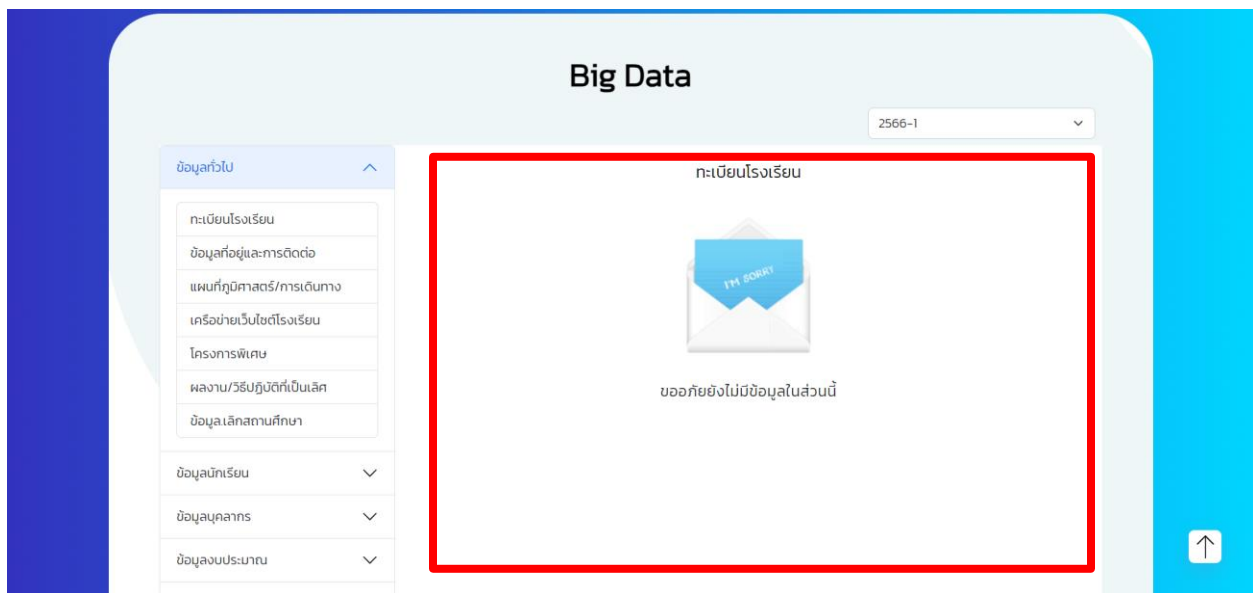 Big Data
2566-1
ข้อมูลทั่วไป
ทะเบียนโรงเรียน
ข้อมูลที่อยู่และการติดต่อ
แผนที่ภูมิศาสตร์/การเดินทาง
เครือข่ายเว็บไซต์โรงเรียน
โครงการพิเศษ
ผลงาน/วิธีปฏิบัติที่เป็นเลิศ
ข้อมูลเลิกสถานศึกษา
ข้อมูลนักเรียน
ข้อมูลบุคลากร
ข้อมูลงบประมาณ
ทะเบียนโรงเรียน
I'M SORRY
ขออภัยยังไม่มีข้อมูลในส่วนนี้